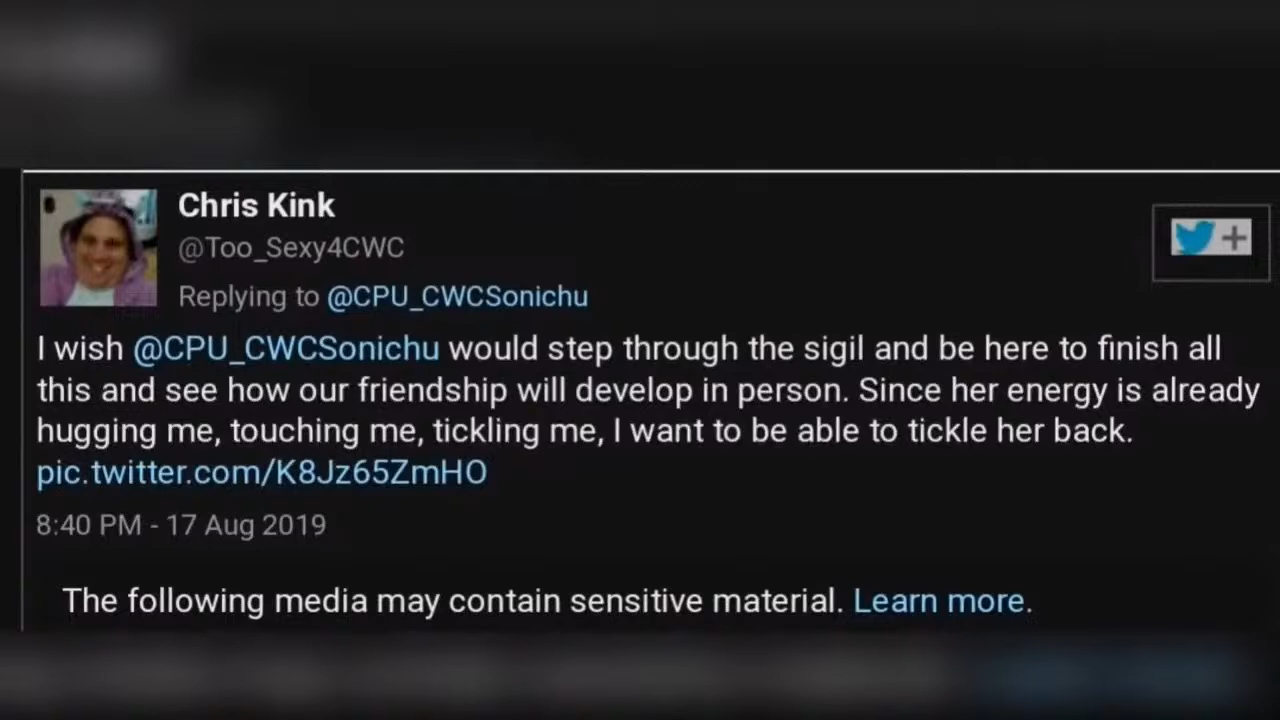 Chris Kink
@Too_Sexy4CWC
Replying to @CPU_CWCSonichu
I wish @CPU_CWCSonichu would step through the sigil and be here to finish all
this and see how our friendship will develop in person. Since her energy is already
hugging me, touching me, tickling me, I want to be able to tickle her back.
pic.twitter.com/K8Jz65ZmHO
8:40 PM - 17 Aug 2019
The following media may contain sensitive material. Learn more.